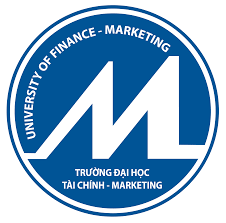 UNIVERSITY OF FINANCE - MARKETING
TRƯỜNG ĐẠI HỌC
TÀI CHÍNH - MARKETING